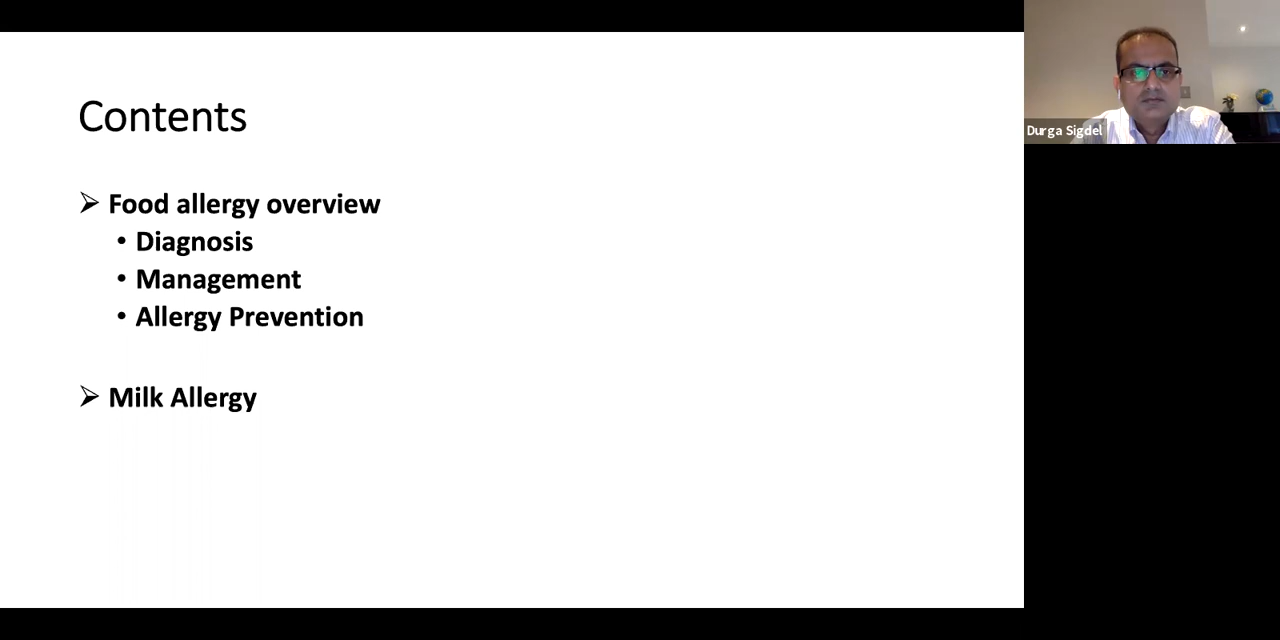 Contents
➢ Food allergy overview
• Diagnosis
• Management
• Allergy Prevention
➢ Milk Allergy
Durga Sigdel